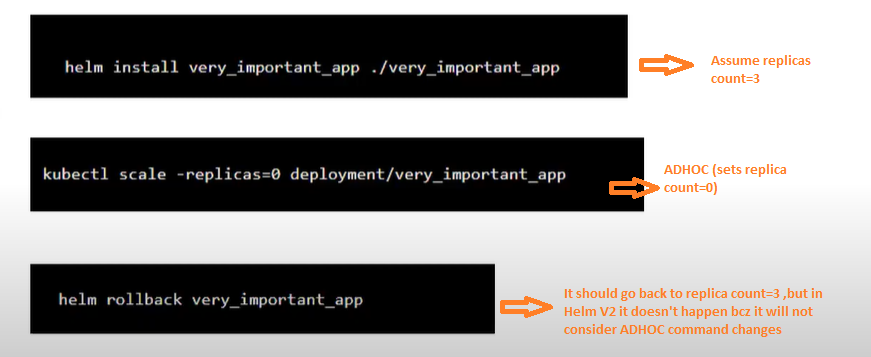 helm install very_important_app ./very_important_app
Assume replicas
count=3
kubectl scale -replicas=0 deployment/very_important_app
ADHOC (sets replica
count=0)
helm rollback very_important_app
It should go back to replica count=3 ,but in
Helm V2 it doesn't happen bcz it will not
consider ADHOC command changes